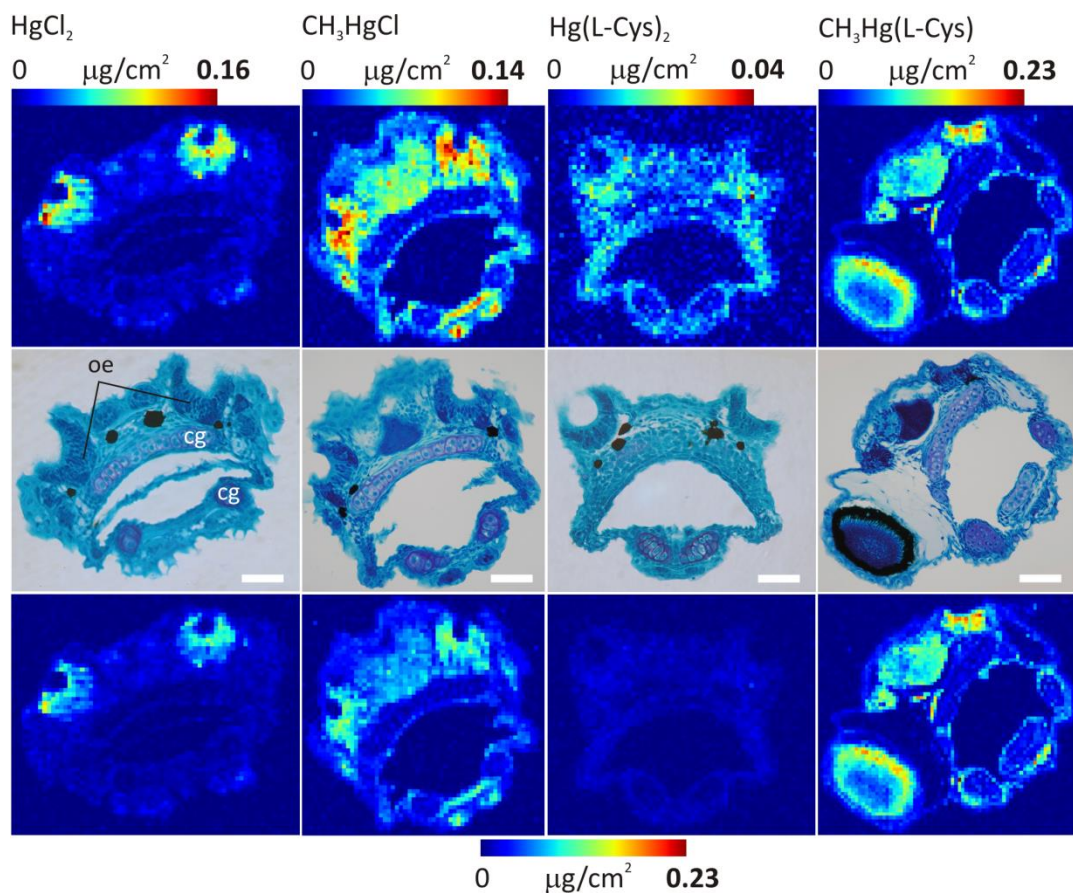 HgCl₂ CH₃HgCl Hg(L-Cys)₂ CH₃Hg(L-Cys)
0 μg/cm² 0.16 0 μg/cm² 0.14 0 μg/cm² 0.04 0 μg/cm² 0.23
oe
cg
cg
0 μg/cm² 0.23